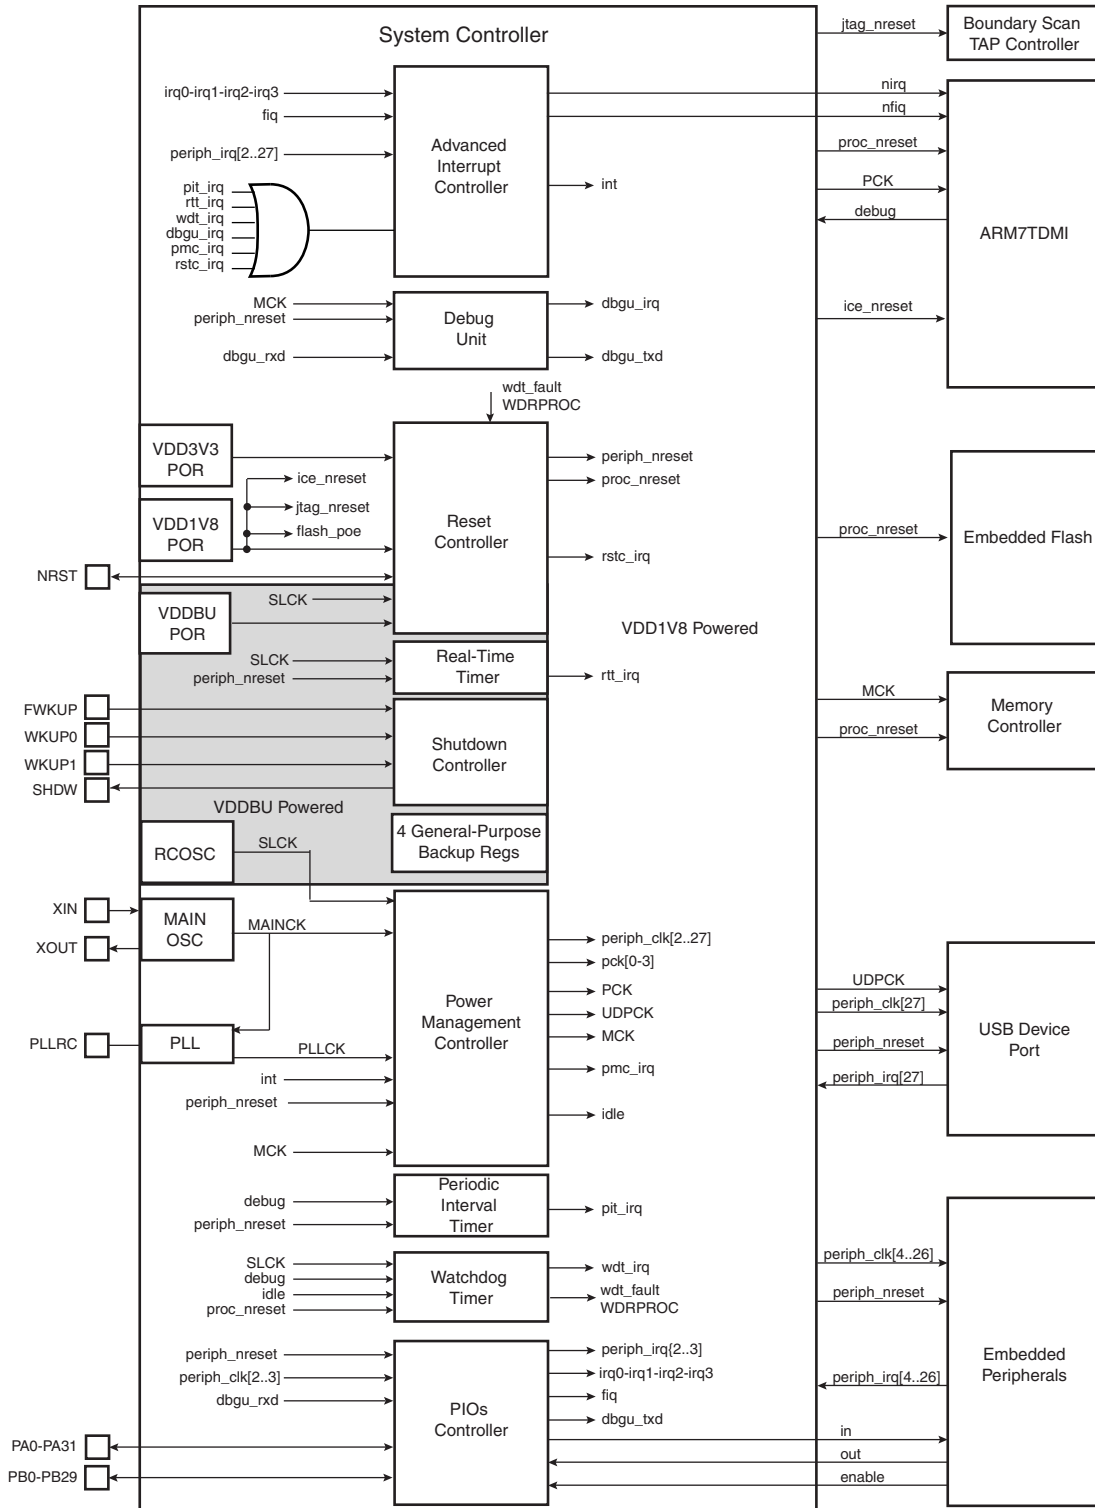 System Controller
jtag_nreset
Boundary Scan
TAP Controller
irq0-irq1-irq2-irq3
fiq
periph_irq[2..27]
pit_irq
rtt_irq
wdt_irq
dbgu_irq
pmc_irq
rstc_irq
Advanced
Interrupt
Controller
int
nirq
nfiq
proc_nreset
PCK
debug
ice_nreset
ARM7TDMI
MCK
periph_nreset
dbgu_rxd
Debug
Unit
dbgu_irq
dbgu_txd
wdt_fault
WDRPROC
VDD3V3
POR
VDD1V8
POR
ice_nreset
jtag_nreset
flash_poe
Reset
Controller
periph_nreset
proc_nreset
rstc_irq
proc_nreset
Embedded Flash
NRST
VDDBU
POR
SLCK
VDD1V8 Powered
SLCK
periph_nreset
Real-Time
Timer
rtt_irq
FWKUP
WKUP0
WKUP1
SHDW
Shutdown
Controller
VDDBU Powered
MCK
proc_nreset
Memory
Controller
RCOSC
SLCK
4 General-Purpose
Backup Regs
XIN
XOUT
MAIN
OSC
MAINCK
PLLRC
PLL
PLLCK
int
periph_nreset
MCK
Power
Management
Controller
periph_clk[2..27]
pck[0-3]
PCK
UDPCK
MCK
pmc_irq
idle
UDPCK
periph_clk[27]
periph_nreset
periph_irq[27]
USB Device
Port
debug
periph_nreset
Periodic
Interval
Timer
pit_irq
SLCK
debug
idle
proc_nreset
Watchdog
Timer
wdt_irq
wdt_fault
WDRPROC
periph_nreset
periph_clk[2..3]
dbgu_rxd
PA0-PA31
PB0-PB29
PIOs
Controller
periph_irq{2..3]
irq0-irq1-irq2-irq3
fiq
dbgu_txd
periph_clk[4..26]
periph_nreset
periph_irq[4..26]
in
out
enable
Embedded
Peripherals